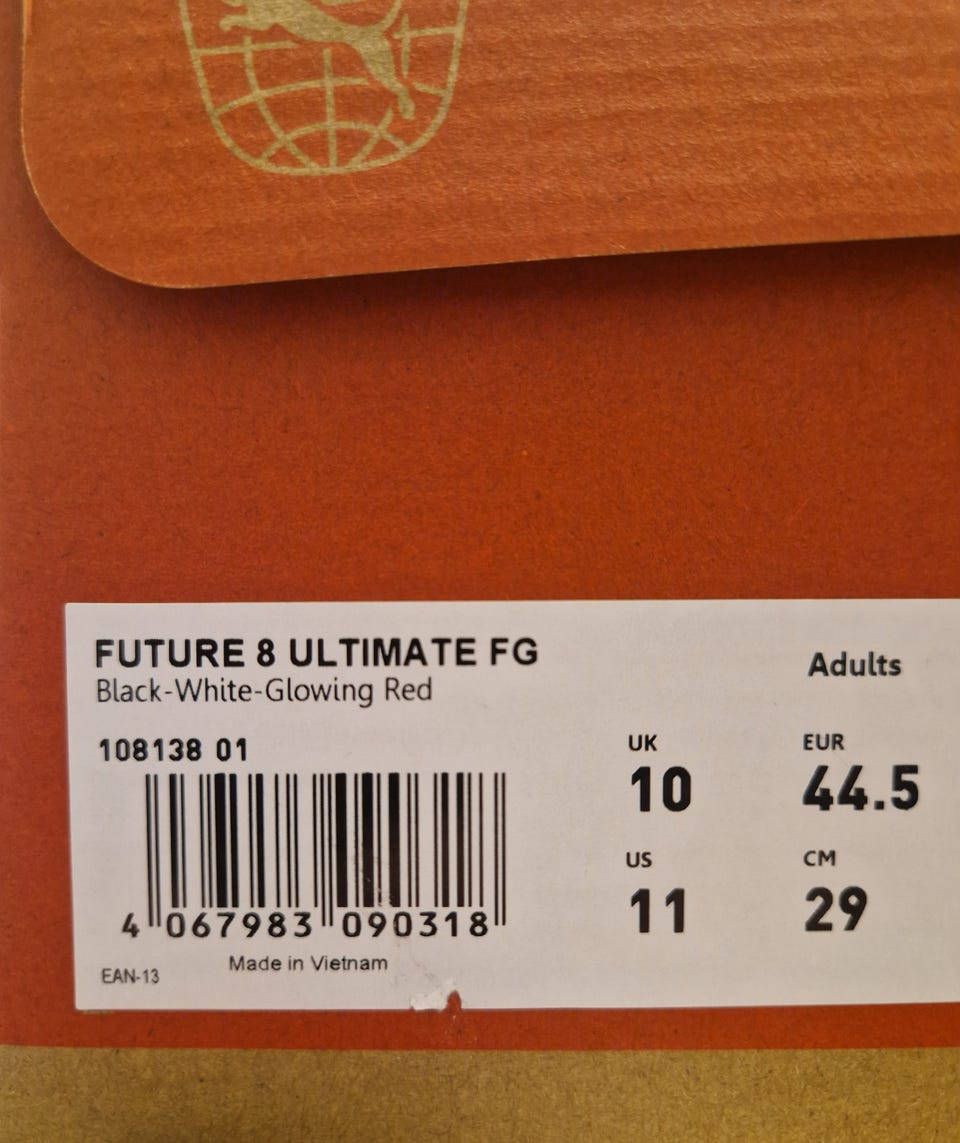 FUTURE 8 ULTIMATE FG
Black-White-Glowing Red
Adults
108138 01
UK
10
EUR
44.5
US
11
CM
29
4 067983 090318
EAN-13
Made in Vietnam